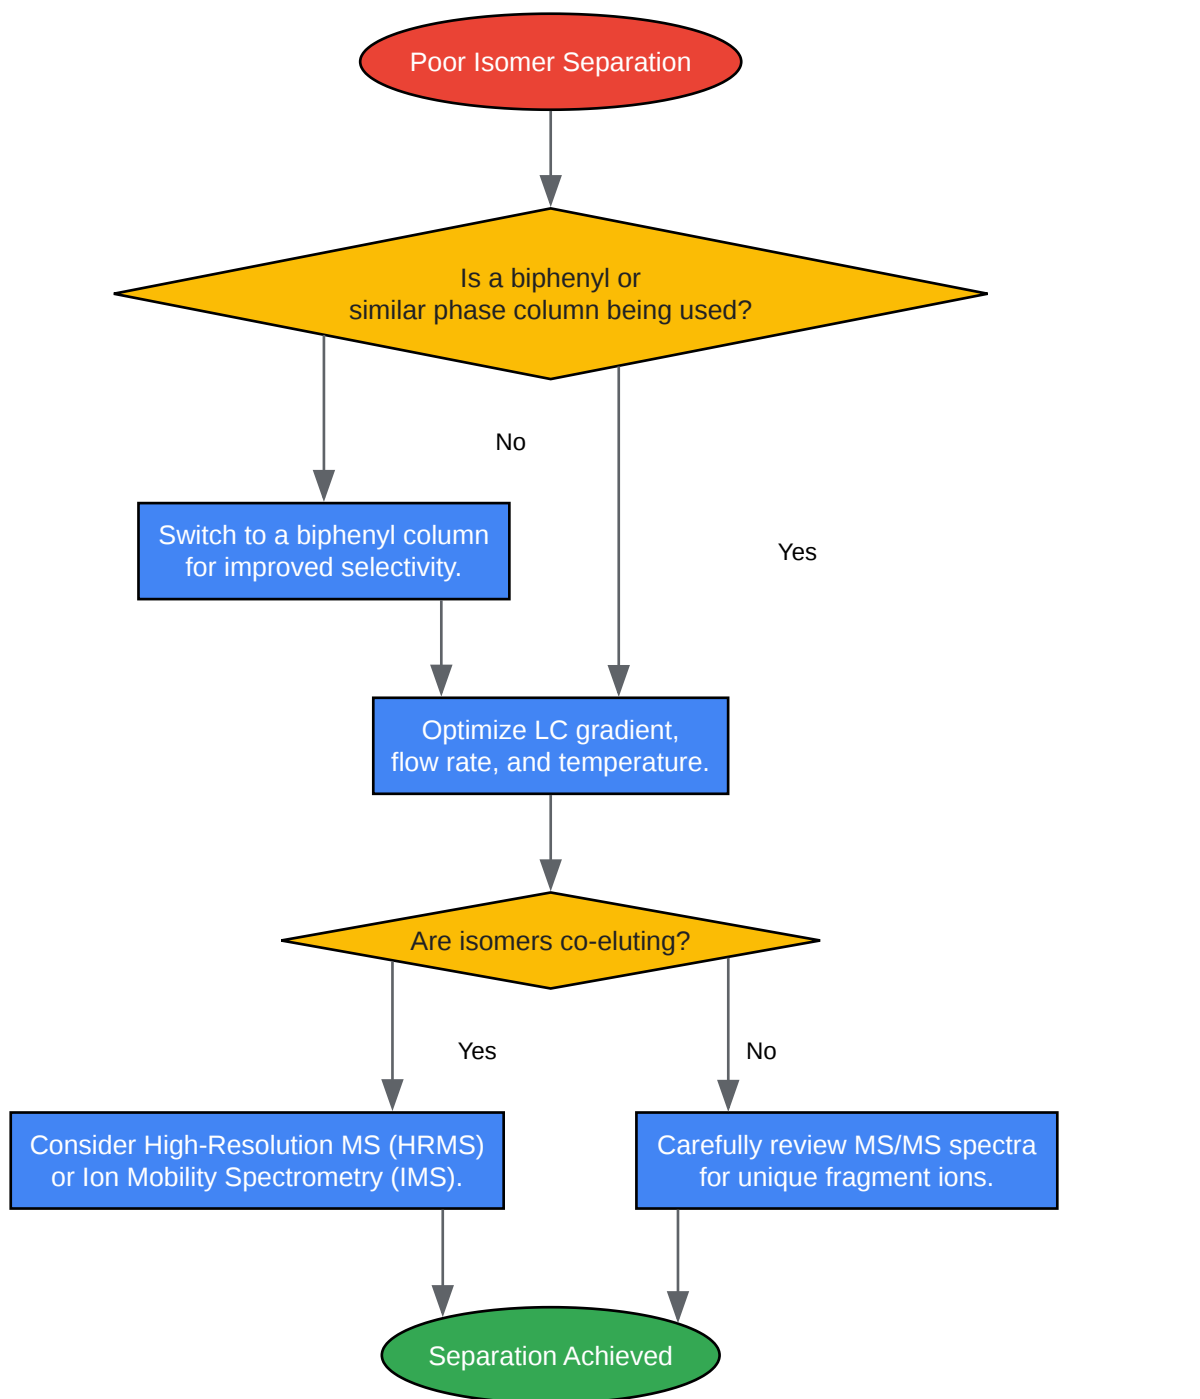 Poor Isomer Separation
Is a biphenyl or
similar phase column being used?
No
Switch to a biphenyl column
for improved selectivity.
Yes
Optimize LC gradient,
flow rate, and temperature.
Are isomers co-eluting?
Yes
No
Consider High-Resolution MS (HRMS)
or Ion Mobility Spectrometry (IMS).
Carefully review MS/MS spectra
for unique fragment ions.
Separation Achieved